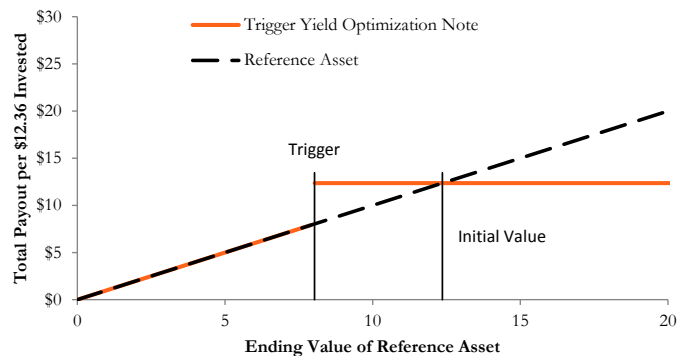 Total Payout per $12.36 Invested
$30
$25
$20
$15
$10
$5
$0
Trigger Yield Optimization Note
Reference Asset
Trigger
Initial Value
0
5
10
15
20
Ending Value of Reference Asset